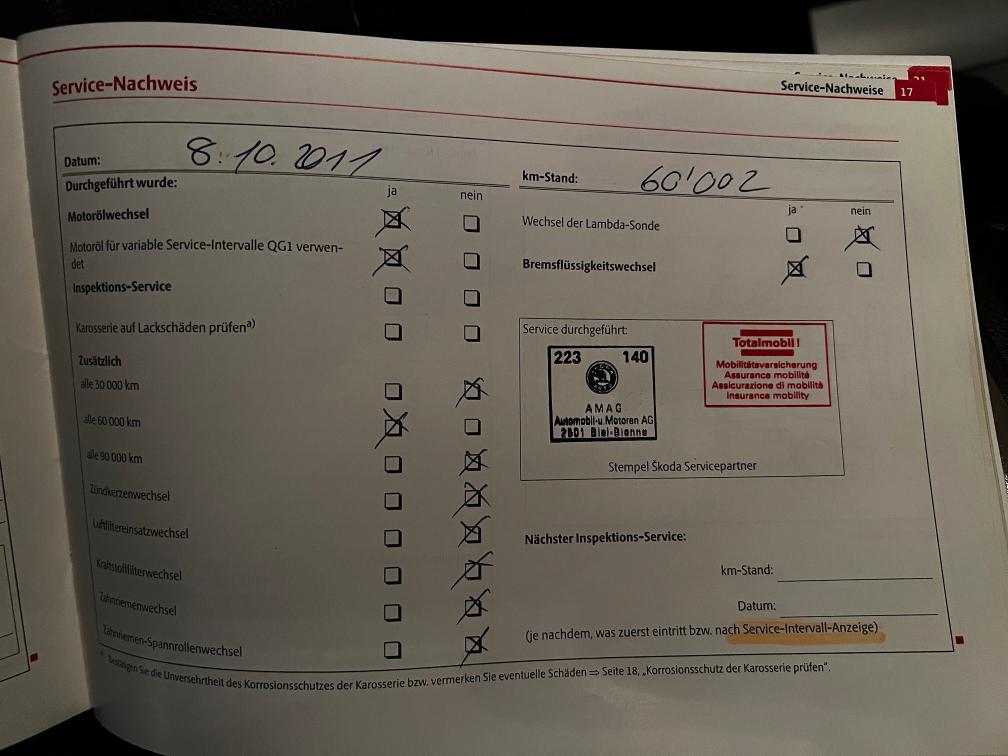 Service-Nachweis
Service-Nachweise 17
Datum: 8.10.2011
km-Stand: 60'002
Durchgeführt wurde:
ja nein
Motorölwechsel
Motoröl für variable Service-Intervalle QG1 verwen-
det
Inspektions-Service
Karosserie auf Lackschäden prüfen a)
Zusätzlich
alle 30 000 km
alle 60 000 km
alle 90 000 km
Zündkerzenwechsel
Luftfiltereinsatzwechsel
Kraftstofffilterwechsel
Zahnriemenwechsel
Zahnriemen-Spannrollenwechsel
ja nein
Wechsel der Lambda-Sonde
Bremsflüssigkeitswechsel
Service durchgeführt:
223 140
AMAG
Automobil-u. Motoren AG
2501 Biel-Bienne
Totalmobil!
Mobilitätsversicherung
Assurance mobilité
Assicurazione di mobilità
Insurance mobility
Stempel Škoda Servicepartner
Nächster Inspektions-Service:
km-Stand:
Datum:
(je nachdem, was zuerst eintritt bzw. nach Service-Intervall-Anzeige)
a) Bestätigen Sie die Unversehrtheit des Korrosionsschutzes der Karosserie bzw. vermerken Sie eventuelle Schäden ⇒ Seite 18, „Korrosionsschutz der Karosserie prüfen“.